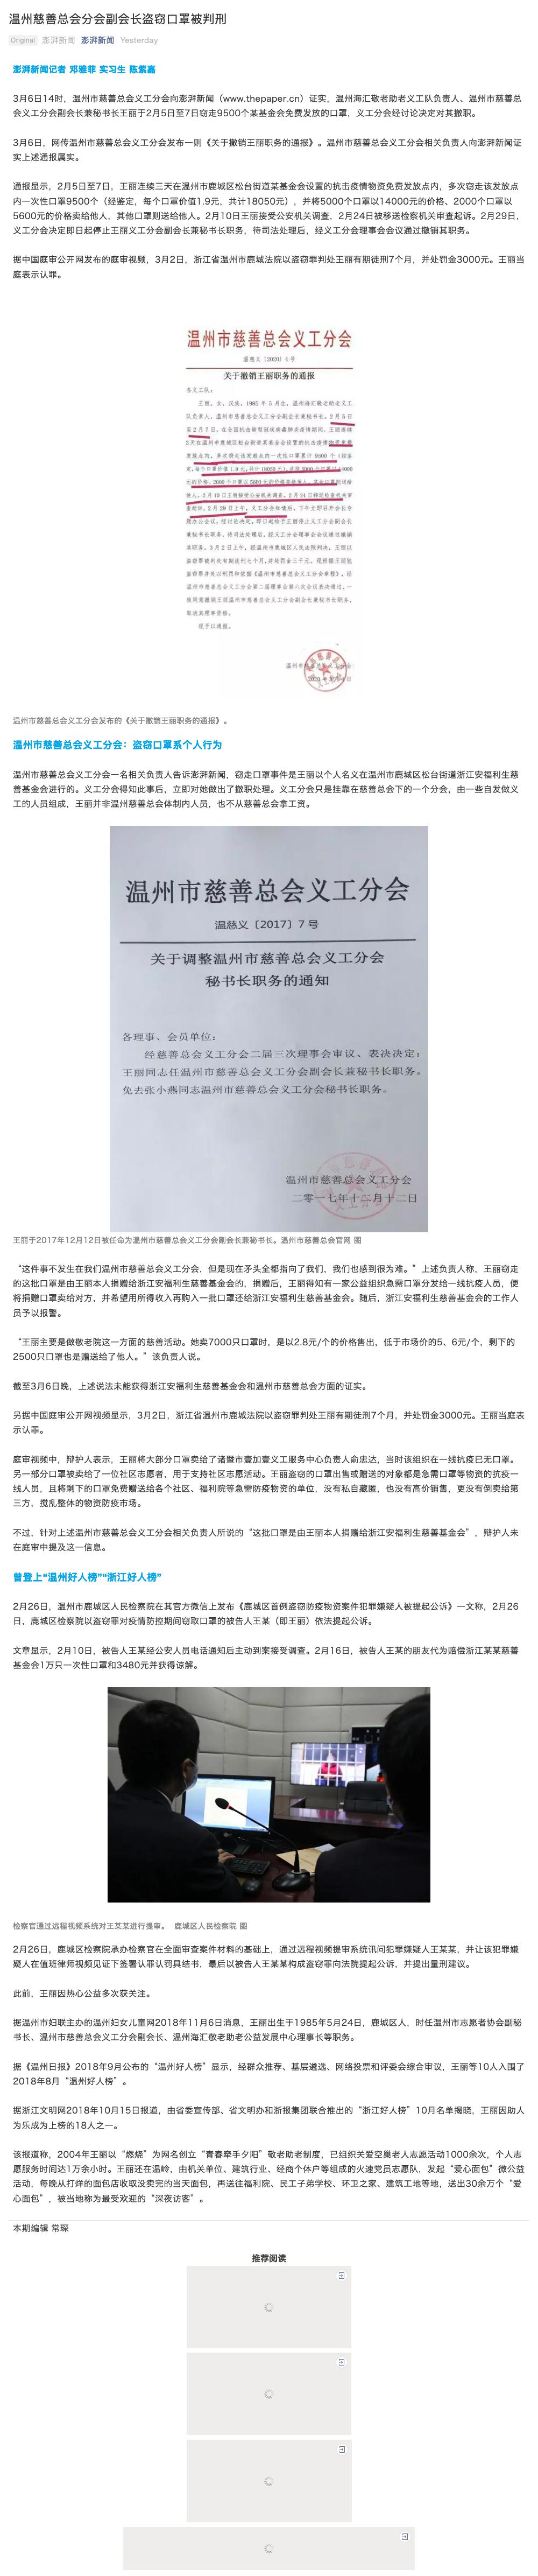 温州慈善总会分会副会长盗窃口罩被判刑
Original 澎湃新闻 澎湃新闻 Yesterday
澎湃新闻记者 邓雅菲 实习生 陈紫嘉
3月6日14时，温州市慈善总会义工分会向澎湃新闻（www.thepaper.cn）证实，温州海汇敬老助老义工队负责人、温州市慈善总
会义工分会副会长兼秘书长王丽于2月5日至7日窃走9500个某基金会免费发放的口罩，义工分会经讨论决定对其撤职。
3月6日，网传温州市慈善总会义工分会发布一则《关于撤销王丽职务的通报》。温州市慈善总会义工分会相关负责人向澎湃新闻证
实上述通报属实。
通报显示，2月5日至7日，王丽连续三天在温州市鹿城区松台街道某基金会设置的抗击疫情物资免费发放点内，多次窃走该发放点
内一次性口罩9500个（经鉴定，每个口罩价值1.9元，共计18050元），并将5000个口罩以14000元的价格、2000个口罩以
5600元的价格卖给他人、其他口罩则送给他人。2月10日王丽接受公安机关调查，2月24日被移送检察机关审查起诉。2月29日，
义工分会决定即日起停止王丽义工分会副会长兼秘书长职务，待司法处理后，经义工分会理事会会议通过撤销其职务。
据中国庭审公开网发布的庭审视频，3月2日，浙江省温州市鹿城法院以盗窃罪判处王丽有期徒刑7个月，并处罚金3000元。王丽当
庭表示认罪。
温州市慈善总会义工分会
温慈义〔2020〕4号
关于撤销王丽职务的通报
各义工队：
王丽，女，汉族，1985年5月生，温州海汇敬老助老义工
队负责人、温州市慈善总会义工分会副会长兼秘书长。2月5日
至2月7日，在全国抗击新型冠状病毒肺炎疫情期间，王丽连续
3天在温州市鹿城区松台街道某基金会设置的抗击疫情物资免费
发放点内，多次窃走该发放点内一次性口罩累计9500个（经鉴
定，每个口罩价值1.9元，共计18050元），并将5000个口罩以14000
元的价格、2000个口罩以5600元的价格卖给他人、其他口罩则送给
他人。2月10日王丽接受公安机关调查，2月24日移送检察机关审
查起诉。2月29日上午，义工分会知情后，下午立即召开会长专
题办公会议，经讨论决定，即日起给予王丽停止义工分会副会长
兼秘书长职务，待司法处理后，经义工分会理事会会议通过撤销
其职务。3月2日上午，经温州市鹿城区人民法院判决，王丽以
盗窃罪判处有期徒刑七个月，并处罚金三千元。现根据王丽犯
盗窃罪并处以刑罚和依据《温州市慈善总会义工分会章程》，经
温州市慈善总会义工分会第二届理事会第六次会议表决通过，一
致同意撤销王丽温州市慈善总会义工分会副会长兼秘书长职务，
取消其理事资格。
现予以通报。
温州市慈善总会义工分会
温州市慈善总会义工分会发布的《关于撤销王丽职务的通报》。
温州市慈善总会义工分会：盗窃口罩系个人行为
温州市慈善总会义工分会一名相关负责人告诉澎湃新闻，窃走口罩事件是王丽以个人名义在温州市鹿城区松台街道浙江安福利生慈
善基金会进行的。义工分会得知此事后，立即对她做出了撤职处理。义工分会只是挂靠在慈善总会下的一个分会，由一些自发做义
工的人员组成，王丽并非温州慈善总会体制内人员，也不从慈善总会拿工资。
温州市慈善总会义工分会
温慈义〔2017〕7号
关于调整温州市慈善总会义工分会
秘书长职务的通知
各理事、会员单位：
经慈善总会义工分会二届三次理事会审议、表决决定：
王丽同志任温州市慈善总会义工分会副会长兼秘书长职务。
免去张小燕同志温州市慈善总会义工分会秘书长职务。
温州市慈善总会义工分会
二〇一七年十二月十二日
王丽于2017年12月12日被任命为温州市慈善总会义工分会副会长兼秘书长。温州市慈善总会官网 图
“这件事不发生在我们温州市慈善总会义工分会，但是现在矛头全都指向了我们，我们也感到很为难。”上述负责人称，王丽窃走
的这批口罩是由王丽本人捐赠给浙江安福利生慈善基金会的，捐赠后，王丽得知有一家公益组织急需口罩分发给一线抗疫人员，便
将捐赠口罩卖给对方，并希望用所得收入再购入一批口罩还给浙江安福利生慈善基金会。随后，浙江安福利生慈善基金会的工作人
员予以报警。
“王丽主要是做敬老院这一方面的慈善活动。她卖7000只口罩时，是以2.8元/个的价格售出，低于市场价的5、6元/个，剩下的
2500只口罩也是赠送给了他人。”该负责人说。
截至3月6日晚，上述说法未能获得浙江安福利生慈善基金会和温州市慈善总会方面的证实。
另据中国庭审公开网视频显示，3月2日，浙江省温州市鹿城法院以盗窃罪判处王丽有期徒刑7个月，并处罚金3000元。王丽当庭表
示认罪。
庭审视频中，辩护人表示，王丽将大部分口罩卖给了诸暨市壹加壹义工服务中心负责人俞忠达，当时该组织在一线抗疫已无口罩。
另一部分口罩被卖给了一位社区志愿者，用于支持社区志愿活动。王丽盗窃的口罩出售或赠送的对象都是急需口罩等物资的抗疫一
线人员，且将剩下的口罩免费赠送给各个社区、福利院等急需防疫物资的单位，没有私自藏匿，也没有高价销售，更没有倒卖给第
三方，搅乱整体的物资防疫市场。
不过，针对上述温州市慈善总会义工分会相关负责人所说的“这批口罩是由王丽本人捐赠给浙江安福利生慈善基金会”，辩护人未
在庭审中提及这一信息。
曾登上“温州好人榜”“浙江好人榜”
2月26日，温州市鹿城区人民检察院在其官方微信上发布《鹿城区首例盗窃防疫物资案件犯罪嫌疑人被提起公诉》一文称，2月26
日，鹿城区检察院以盗窃罪对疫情防控期间窃取口罩的被告人王某（即王丽）依法提起公诉。
文章显示，2月10日，被告人王某经公安人员电话通知后主动到案接受调查。2月16日，被告人王某的朋友代为赔偿浙江某某慈善
基金会1万只一次性口罩和3480元并获得谅解。
检察官通过远程视频系统对王某某进行提审。 鹿城区人民检察院 图
2月26日，鹿城区检察院承办检察官在全面审查案件材料的基础上，通过远程视频提审系统讯问犯罪嫌疑人王某某，并让该犯罪嫌
疑人在值班律师视频见证下签署认罪认罚具结书，最后以被告人王某某构成盗窃罪向法院提起公诉，并提出量刑建议。
此前，王丽因热心公益多次获关注。
据温州市妇联主办的温州妇女儿童网2018年11月6日消息，王丽出生于1985年5月24日，鹿城区人，时任温州市志愿者协会副秘
书长、温州市慈善总会义工分会副会长、温州海汇敬老助老公益发展中心理事长等职务。
据《温州日报》2018年9月公布的“温州好人榜”显示，经群众推荐、基层遴选、网络投票和评委会综合审议，王丽等10人入围了
2018年8月“温州好人榜”。
据浙江文明网2018年10月15日报道，由省委宣传部、省文明办和浙报集团联合推出的“浙江好人榜”10月名单揭晓，王丽因助人
为乐成为上榜的18人之一。
该报道称，2004年王丽以“燃烧”为网名创立“青春牵手夕阳”敬老助老制度，已组织关爱空巢老人志愿活动1000余次，个人志
愿服务时间达1万余小时。王丽还在温岭，由机关单位、建筑行业、经商个体户等组成的火速党员志愿队，发起“爱心面包”微公益
活动，每晚从打烊的面包店收取没卖完的当天面包，再送往福利院、民工子弟学校、环卫之家、建筑工地等地，送出30余万个“爱
心面包”，被当地称为最受欢迎的“深夜访客”。
本期编辑 常琛
推荐阅读